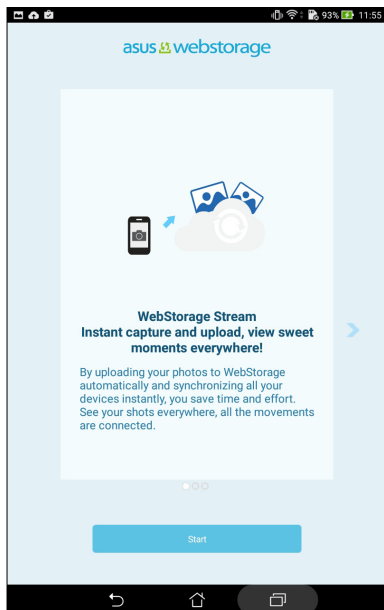 93% 11:55
asus webstorage
WebStorage Stream
Instant capture and upload, view sweet
moments everywhere!
By uploading your photos to WebStorage
automatically and synchronizing all your
devices instantly, you save time and effort.
See your shots everywhere, all the movements
are connected.
Start